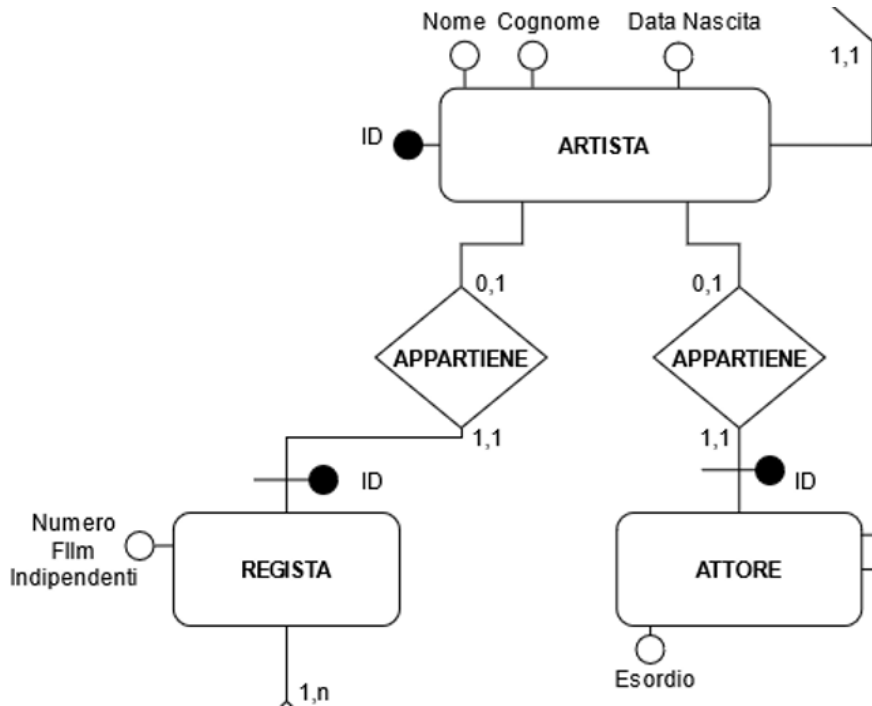 Nome Cognome Data Nascita
1,1
ID
ARTISTA
0,1 0,1
APPARTIENE APPARTIENE
1,1 1,1
ID ID
Numero
FIlm
Indipendenti
REGISTA ATTORE
Esordio
1,n